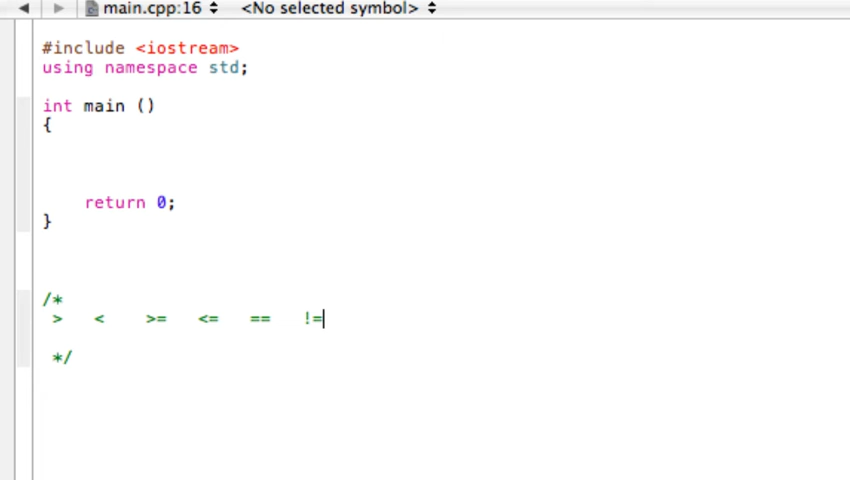 main.cpp:16 <No selected symbol>
#include <iostream>
using namespace std;
int main ()
{
return 0;
}
/*
> < >= <= == !=
*/